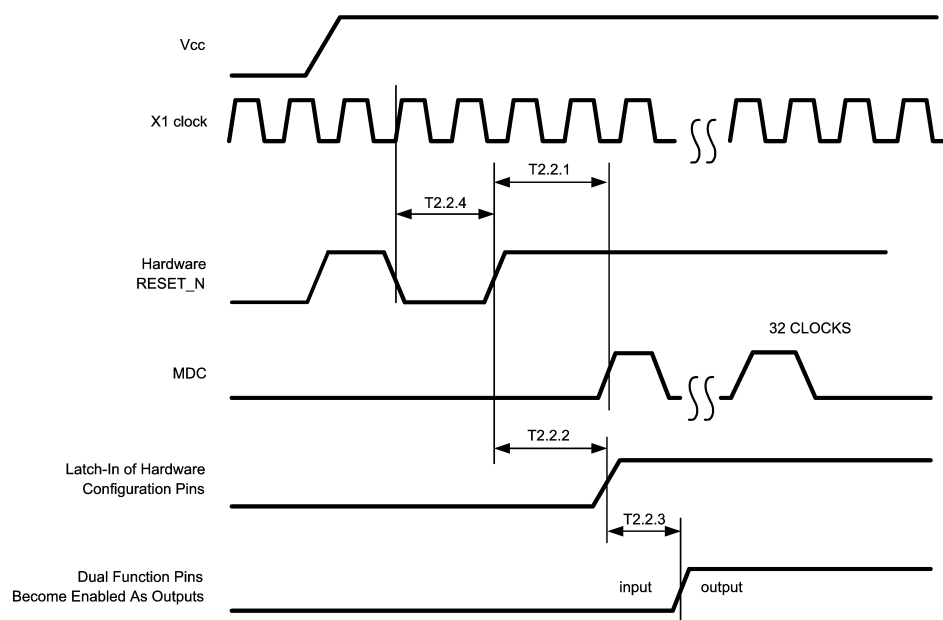 Vcc
X1 clock
T2.2.1
T2.2.4
Hardware
RESET_N
32 CLOCKS
MDC
T2.2.2
Latch-In of Hardware
Configuration Pins
T2.2.3
Dual Function Pins
Become Enabled As Outputs
input
output